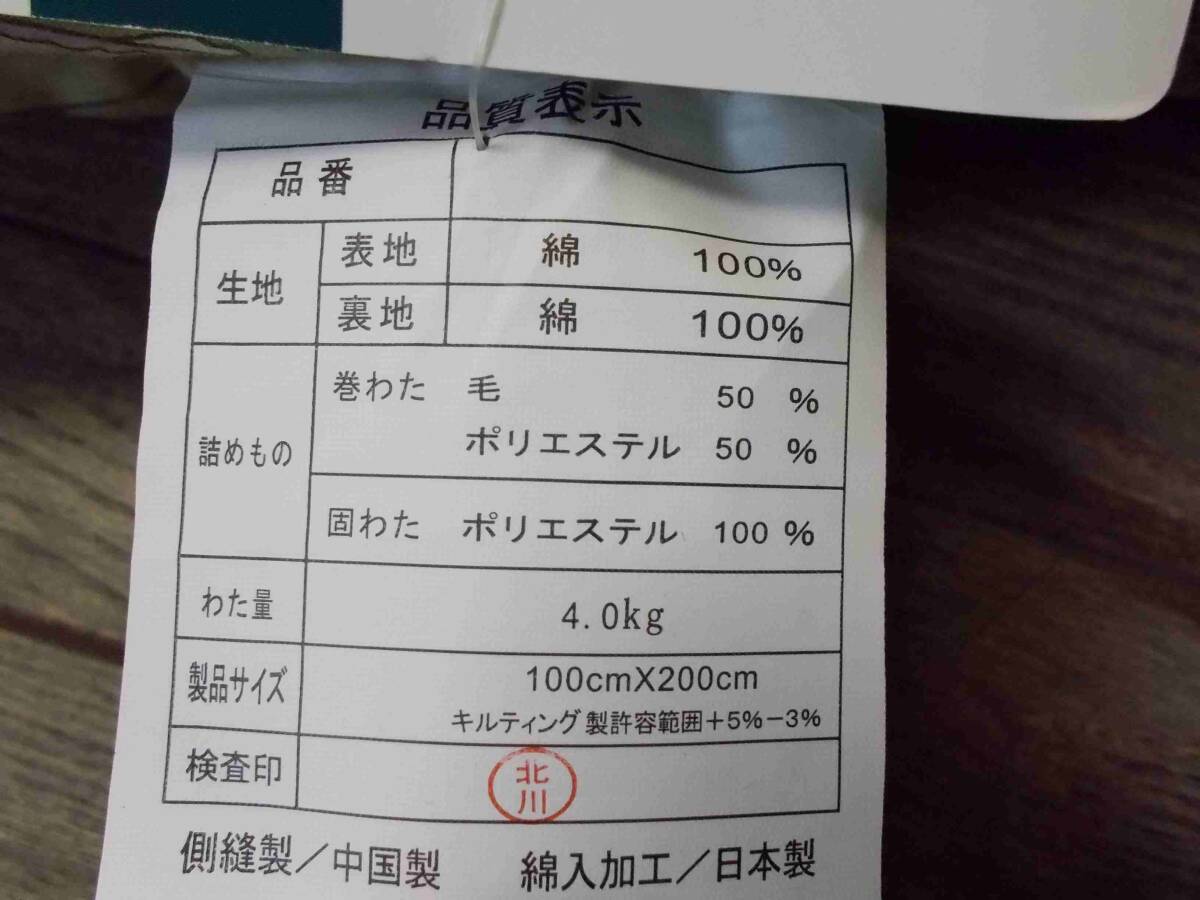 品質表示
品番
生地 表地 綿 100%
裏地 綿 100%
詰めもの 巻わた 毛 50 %
ポリエステル 50 %
固わた ポリエステル 100 %
わた量 4.0kg
製品サイズ 100cmX200cm
キルティング製許容範囲+5%−3%
検査印 北川
側縫製/中国製 綿入加工/日本製